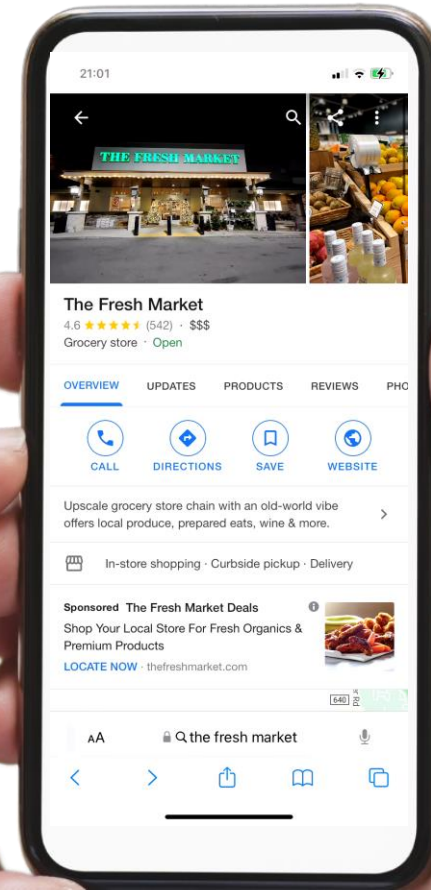 21:01
THE FRESH MARKET
The Fresh Market
4.6 ★★★★★ (542) · $$$
Grocery store · Open
OVERVIEW UPDATES PRODUCTS REVIEWS PHO
CALL DIRECTIONS SAVE WEBSITE
Upscale grocery store chain with an old-world vibe
offers local produce, prepared eats, wine & more.
In-store shopping · Curbside pickup · Delivery
Sponsored The Fresh Market Deals
Shop Your Local Store For Fresh Organics &
Premium Products
LOCATE NOW · thefreshmarket.com
640
AA the fresh market